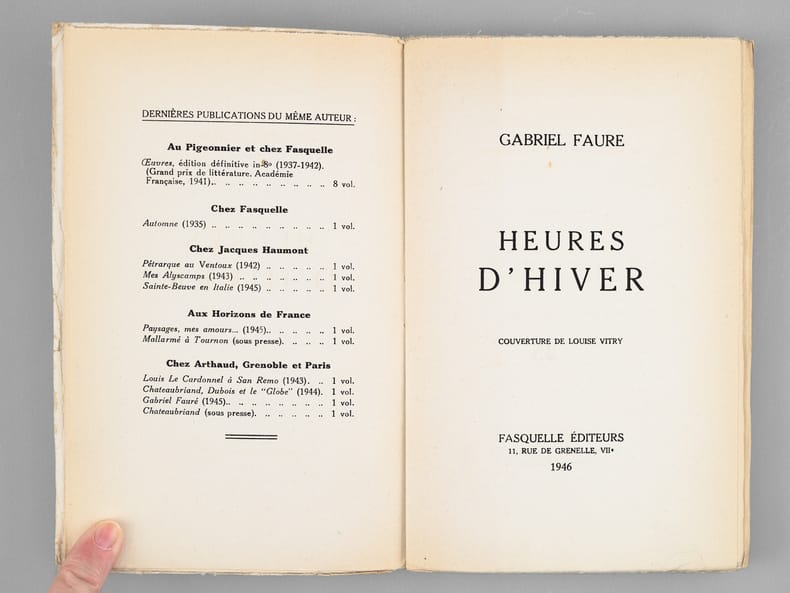 DERNIÈRES PUBLICATIONS DU MÊME AUTEUR :
Au Pigeonnier et chez Fasquelle
Œuvres, édition définitive in-8º (1937-1942).
(Grand prix de littérature. Académie
Française, 1941).. .. .. .. .. .. .. .. .. 8 vol.
Chez Fasquelle
Automne (1935) .. .. .. .. .. .. .. .. .. 1 vol.
Chez Jacques Haumont
Pétrarque au Ventoux (1942) .. .. .. .. .. 1 vol.
Mes Alyscamps (1943) .. .. .. .. .. .. .. 1 vol.
Sainte-Beuve en Italie (1945) .. .. .. .. .. 1 vol.
Aux Horizons de France
Paysages, mes amours... (1945).. .. .. .. .. 1 vol.
Mallarmé à Tournon (sous presse). .. .. .. 1 vol.
Chez Arthaud, Grenoble et Paris
Louis Le Cardonnel à San Remo (1943). .. 1 vol.
Chateaubriand, Dubois et le "Globe" (1944). 1 vol.
Gabriel Fauré (1945).. .. .. .. .. .. .. .. 1 vol.
Chateaubriand (sous presse). .. .. .. .. .. 1 vol.
GABRIEL FAURE
HEURES
D'HIVER
COUVERTURE DE LOUISE VITRY
FASQUELLE ÉDITEURS
11, RUE DE GRENELLE, VIIe
1946